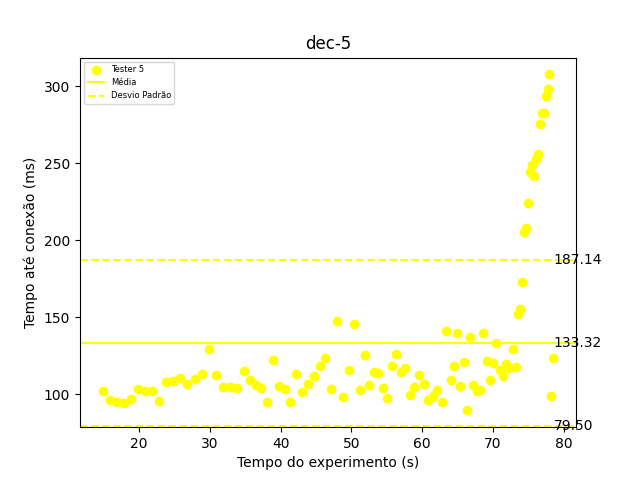 dec-5
Tester 5
Média
Desvio Padrão
Tempo até conexão (ms)
300
250
200
150
100
187.14
133.32
79.50
20
30
40
50
60
70
80
Tempo do experimento (s)